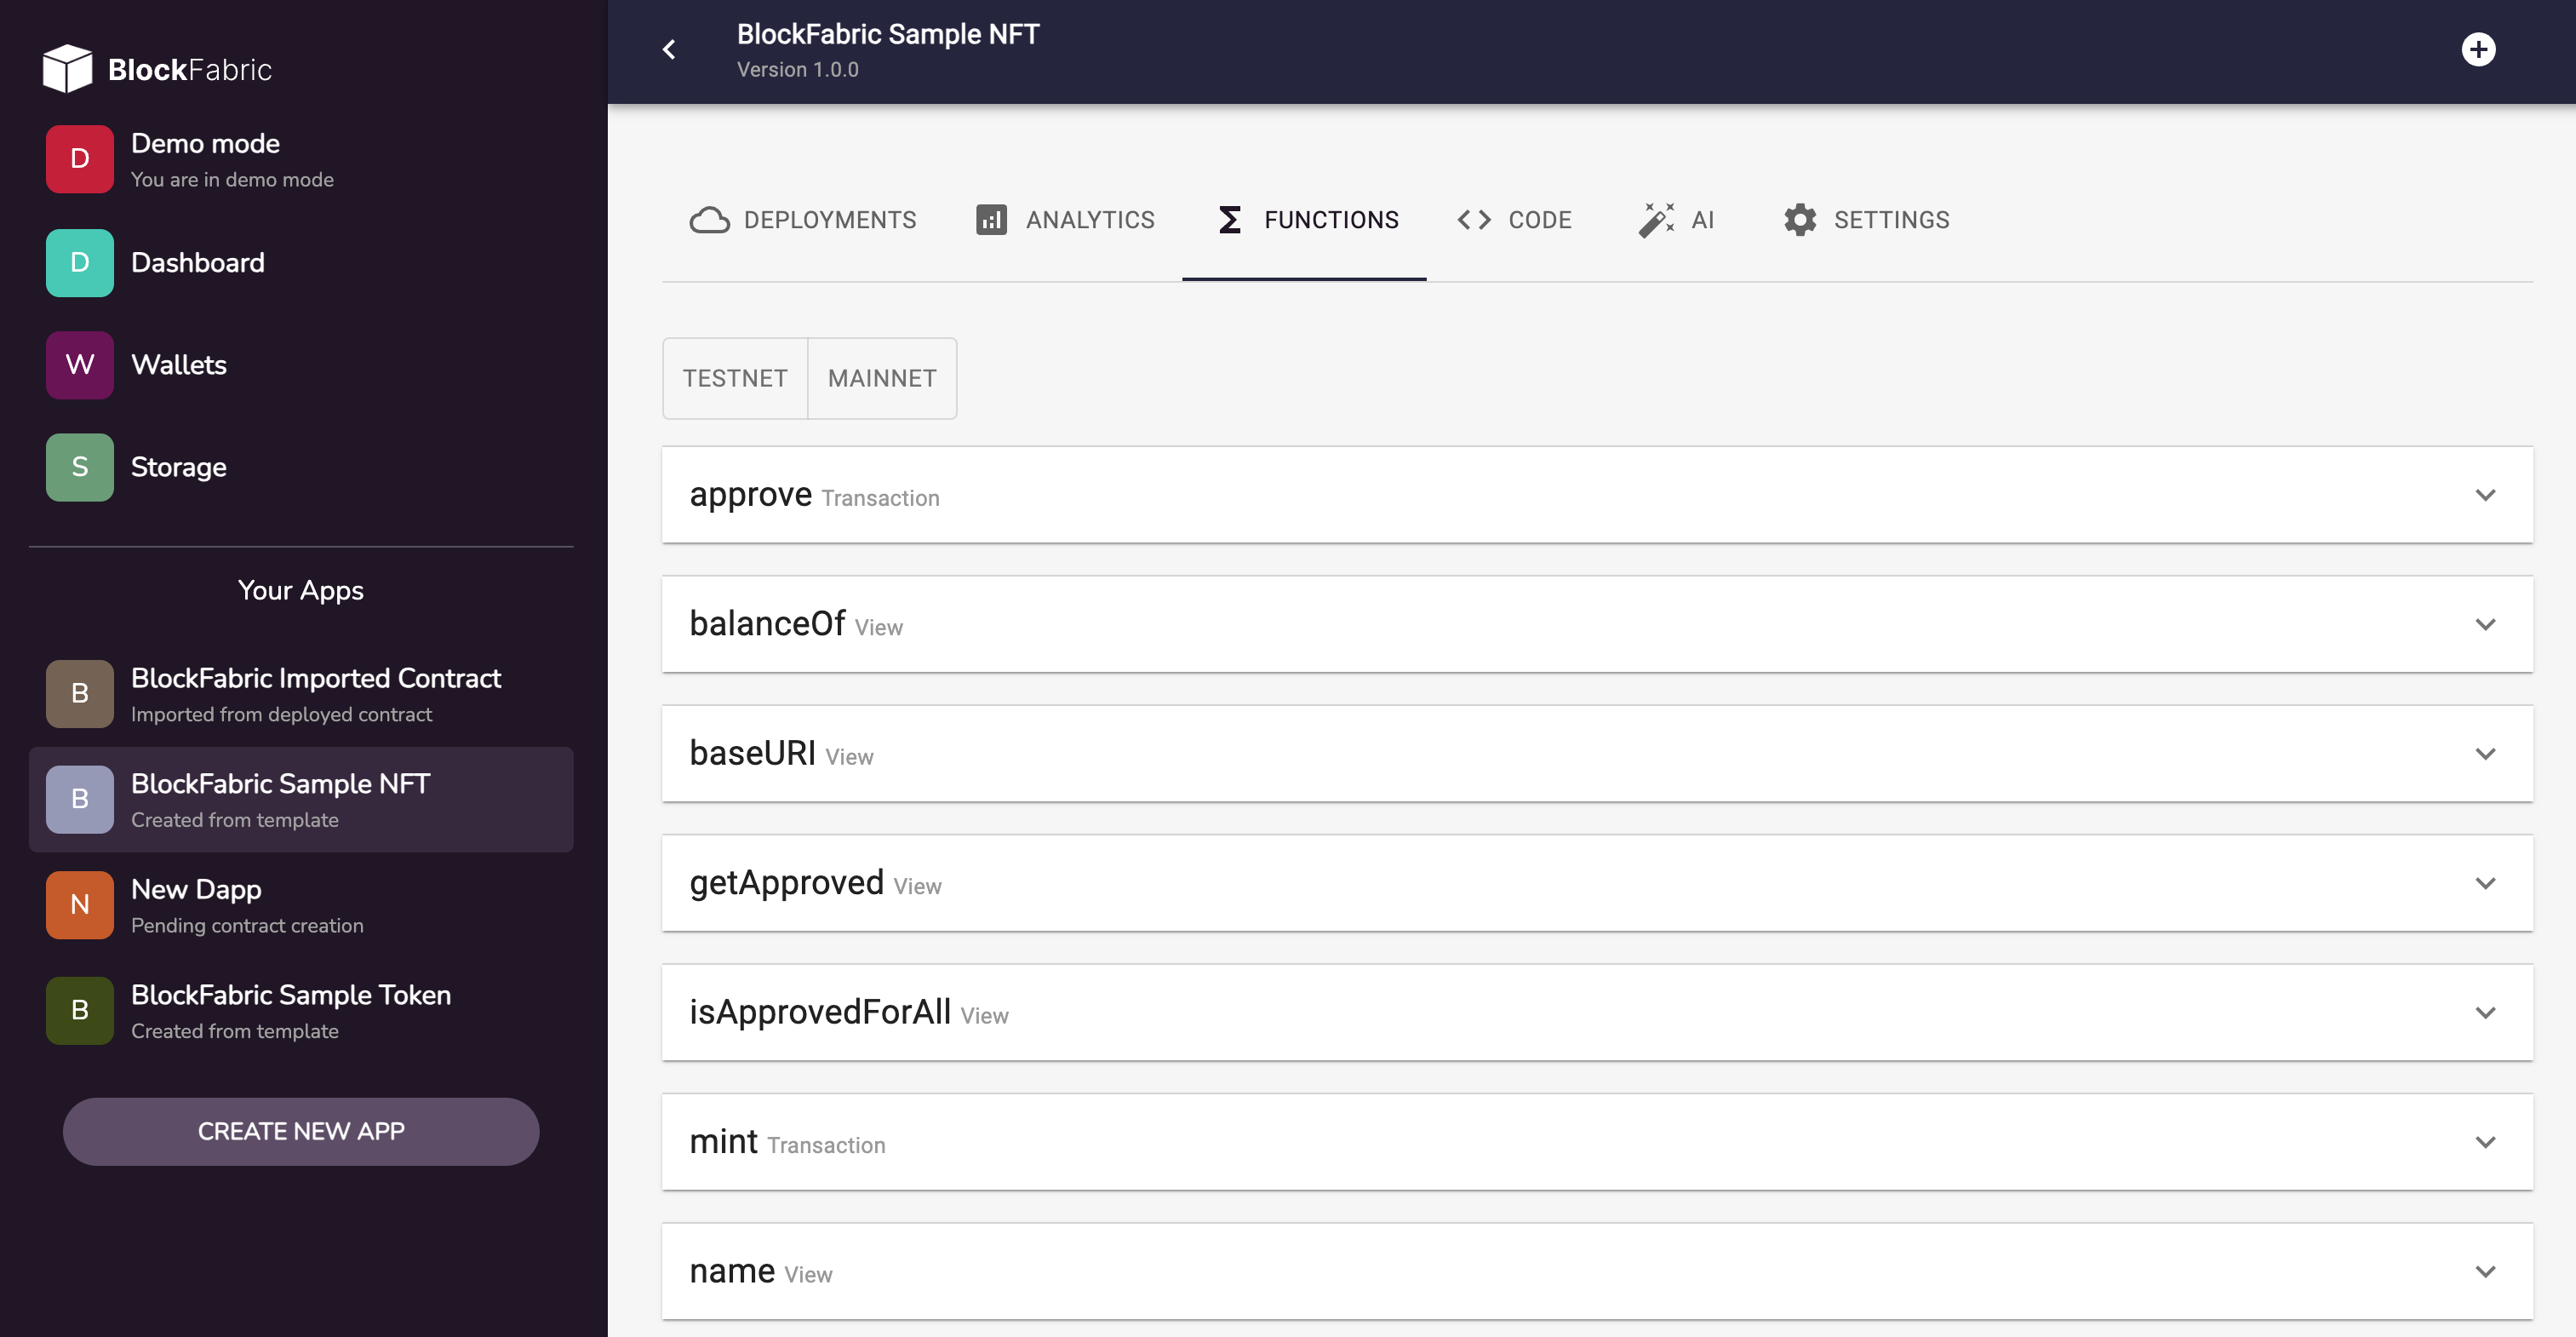 BlockFabric
D
Demo mode
You are in demo mode
D
Dashboard
W
Wallets
S
Storage
Your Apps
B
BlockFabric Imported Contract
Imported from deployed contract
B
BlockFabric Sample NFT
Created from template
N
New Dapp
Pending contract creation
B
BlockFabric Sample Token
Created from template
CREATE NEW APP
BlockFabric Sample NFT
Version 1.0.0
DEPLOYMENTS ANALYTICS FUNCTIONS CODE AI SETTINGS
TESTNET MAINNET
approve Transaction
balanceOf View
baseURI View
getApproved View
isApprovedForAll View
mint Transaction
name View